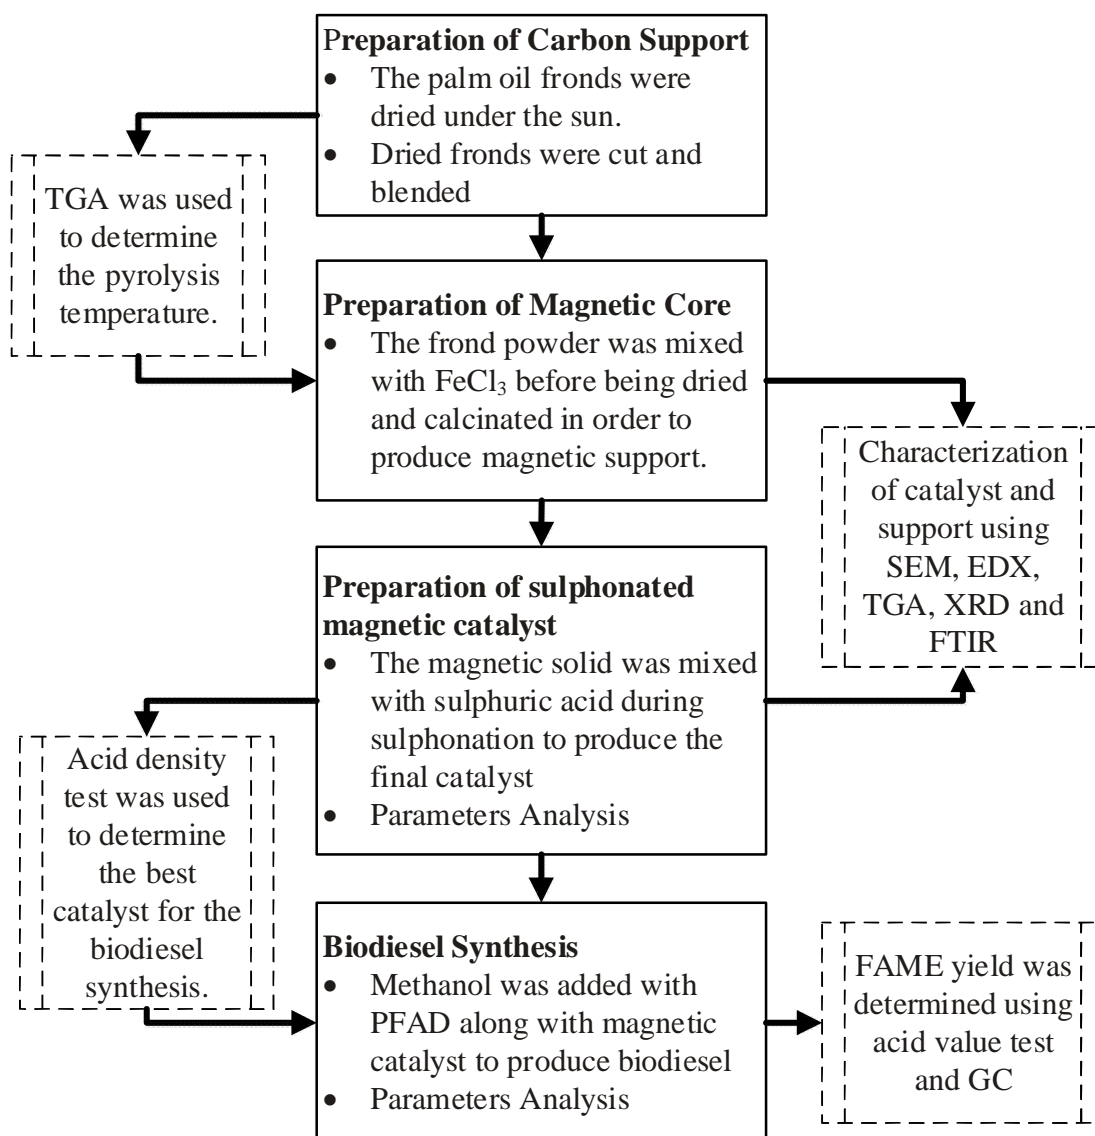 Preparation of Carbon Support
• The palm oil fronds were
dried under the sun.
• Dried fronds were cut and
blended
TGA was used
to determine
the pyrolysis
temperature.
Preparation of Magnetic Core
• The frond powder was mixed
with FeCl₃ before being dried
and calcinated in order to
produce magnetic support.
Characterization
of catalyst and
support using
SEM, EDX,
TGA, XRD and
FTIR
Preparation of sulphonated
magnetic catalyst
• The magnetic solid was mixed
with sulphuric acid during
sulphonation to produce the
final catalyst
• Parameters Analysis
Acid density
test was used
to determine
the best
catalyst for the
biodiesel
synthesis.
Biodiesel Synthesis
• Methanol was added with
PFAD along with magnetic
catalyst to produce biodiesel
• Parameters Analysis
FAME yield was
determined using
acid value test
and GC